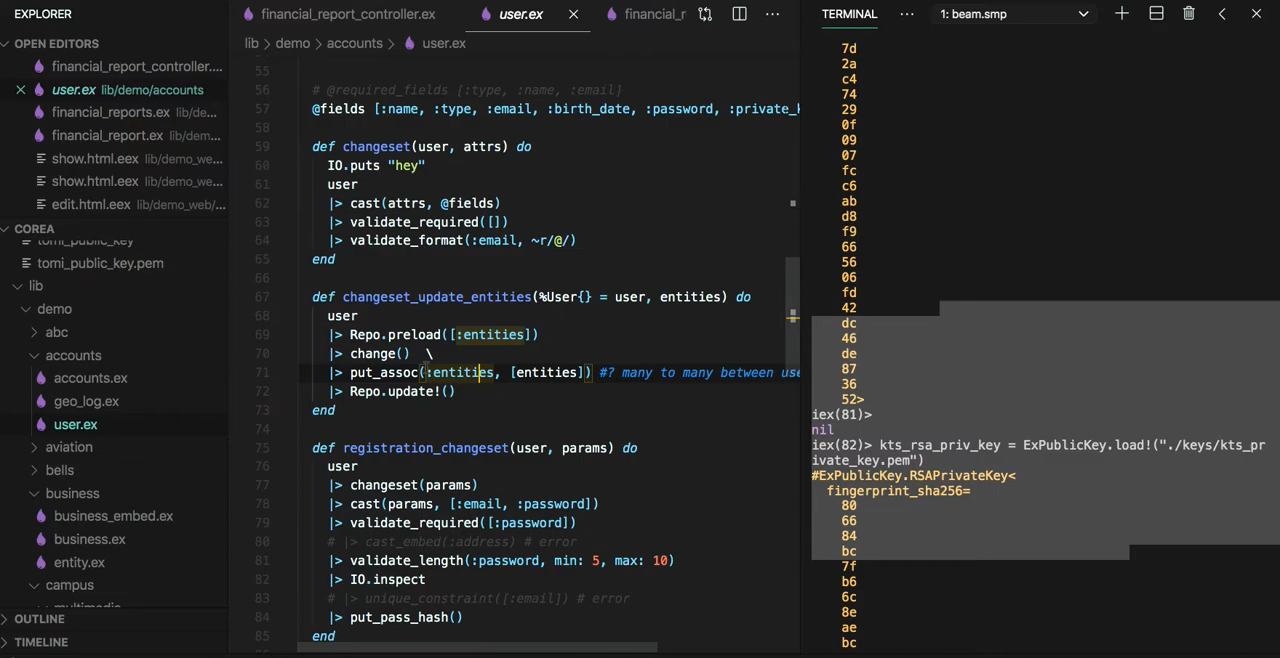 EXPLORER
OPEN EDITORS
financial_report_controller....
user.ex lib/demo/accounts
financial_reports.ex lib/de...
financial_report.ex lib/dem...
show.html.eex lib/demo_we...
show.html.eex lib/demo_we...
edit.html.eex lib/demo_web/...
COREA
tomi_public_key
tomi_public_key.pem
lib
demo
abc
accounts
accounts.ex
geo_log.ex
user.ex
aviation
bells
business
business_embed.ex
business.ex
entity.ex
campus
multimedia
OUTLINE
TIMELINE
financial_report_controller.ex
user.ex
financial_r
lib > demo > accounts > user.ex
55
56 # @required_fields [:type, :name, :email]
57 @fields [:name, :type, :email, :birth_date, :password, :private_k
58
59 def changeset(user, attrs) do
60 IO.puts "hey"
61 user
62 |> cast(attrs, @fields)
63 |> validate_required([])
64 |> validate_format(:email, ~r/@/)
65 end
66
67 def changeset_update_entities(%User{} = user, entities) do
68 user
69 |> Repo.preload([:entities])
70 |> change() \
71 |> put_assoc(:entities, [entities]) #? many to many between use
72 |> Repo.update!()
73 end
74
75 def registration_changeset(user, params) do
76 user
77 |> changeset(params)
78 |> cast(params, [:email, :password])
79 |> validate_required([:password])
80 # |> cast_embed(:address) # error
81 |> validate_length(:password, min: 5, max: 10)
82 |> IO.inspect
83 # |> unique_constraint([:email]) # error
84 |> put_pass_hash()
85 end
TERMINAL
1: beam.smp
7d
2a
c4
74
29
0f
09
07
fc
c6
ab
d8
f9
66
56
06
fd
42
dc
46
de
87
36
52>
iex(81)>
nil
iex(82)> kts_rsa_priv_key = ExPublicKey.load!("./keys/kts_pr
ivate_key.pem")
#ExPublicKey.RSAPrivateKey<
fingerprint_sha256=
80
66
84
bc
7f
b6
6c
8e
ae
bc